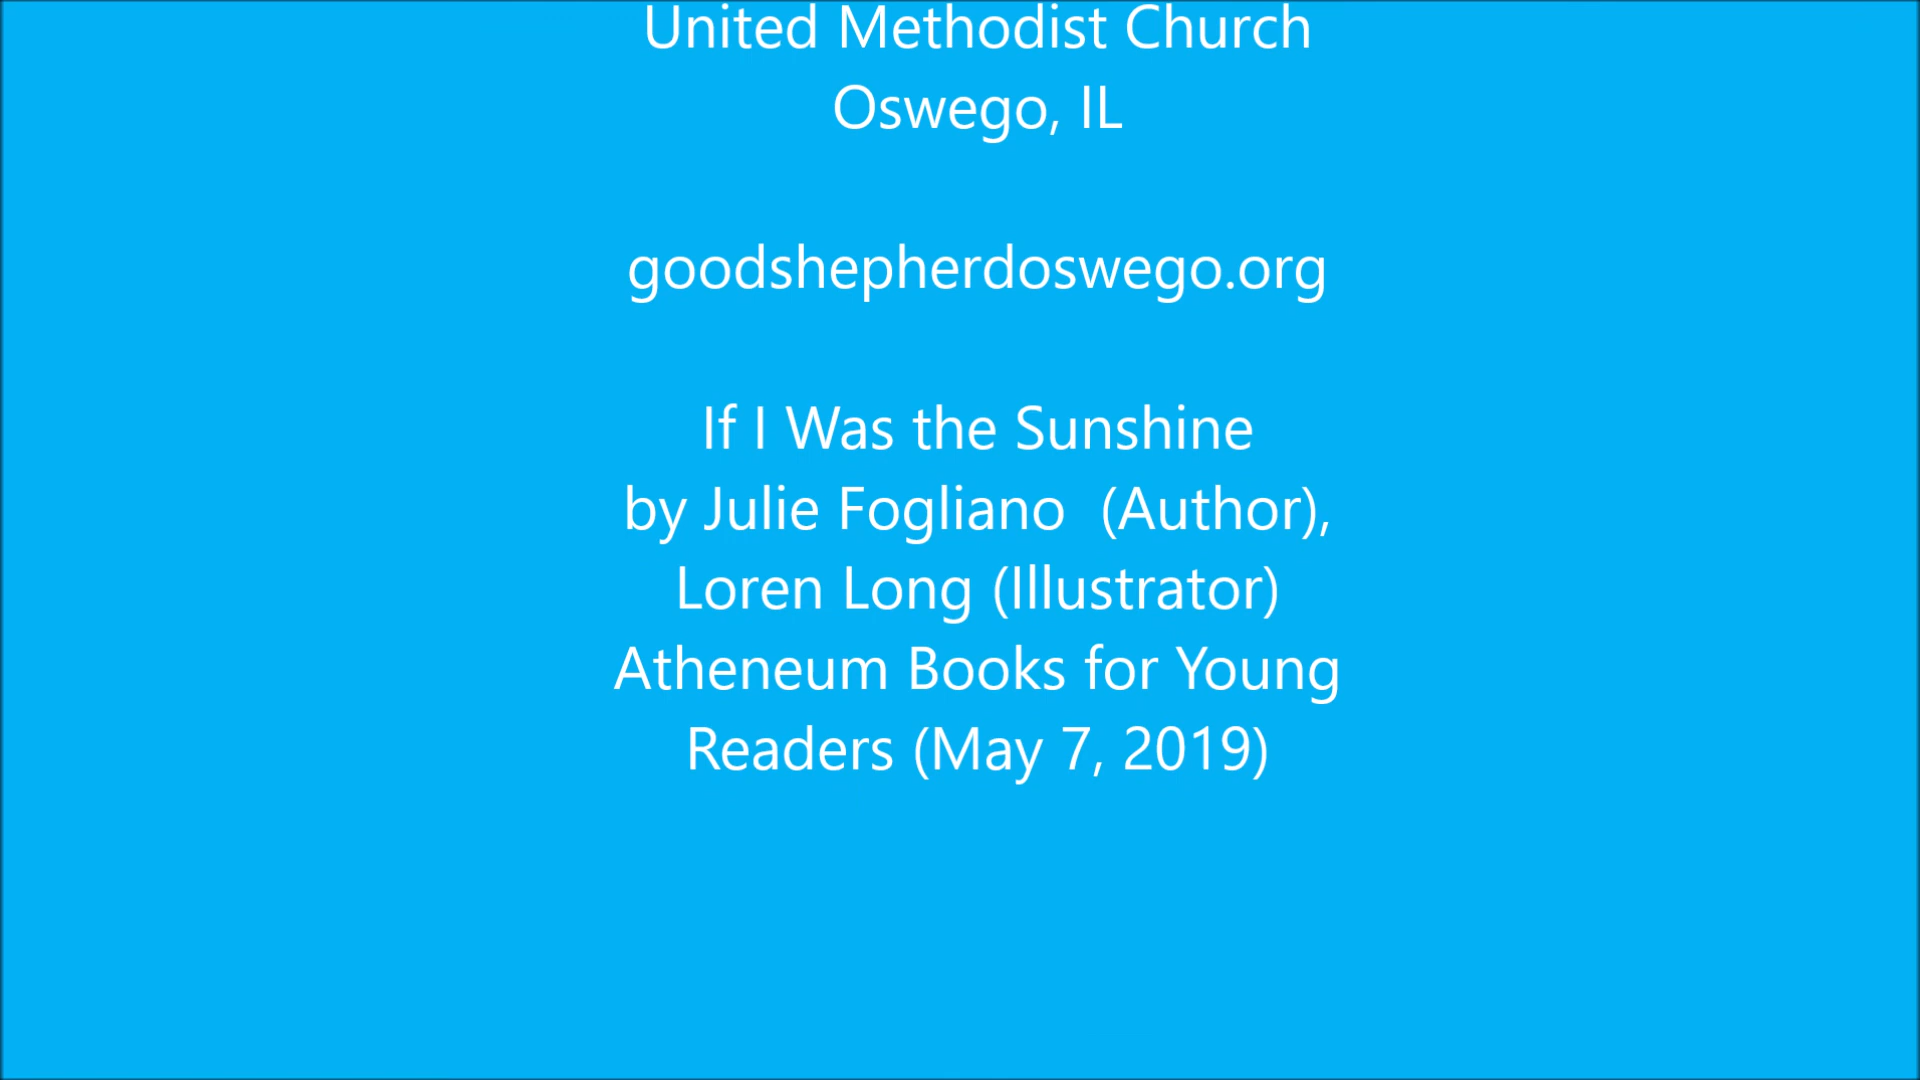 United Methodist Church
Oswego, IL
goodshepherdoswego.org
If I Was the Sunshine
by Julie Fogliano  (Author),
Loren Long (Illustrator)
Atheneum Books for Young
Readers (May 7, 2019)